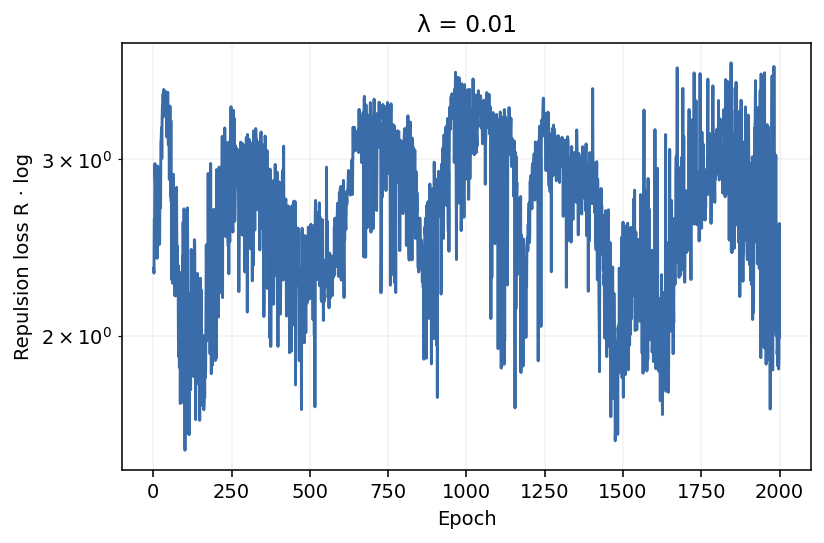 λ = 0.01
Repulsion loss R · log
3 × 10⁰
2 × 10⁰
0 250 500 750 1000 1250 1500 1750 2000
Epoch